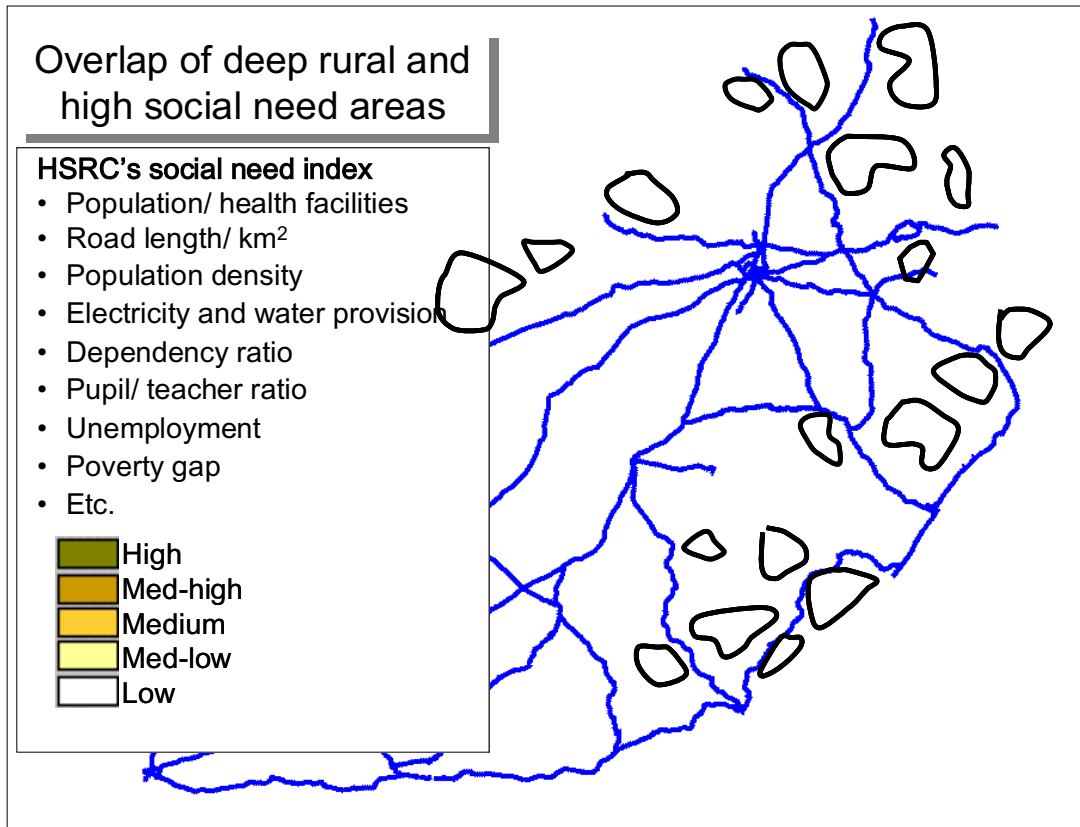 Overlap of deep rural and
high social need areas
HSRC's social need index
• Population/ health facilities
• Road length/ km²
• Population density
• Electricity and water provision
• Dependency ratio
• Pupil/ teacher ratio
• Unemployment
• Poverty gap
• Etc.
High
Med-high
Medium
Med-low
Low